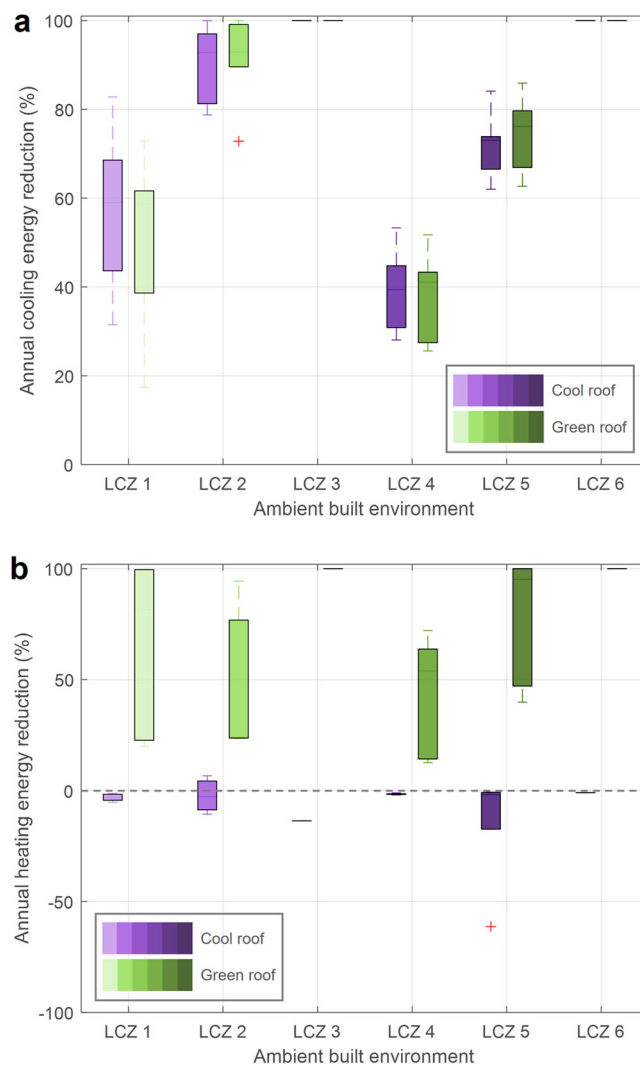 a
Annual cooling energy reduction (%)
100
80
60
40
20
0
Cool roof
Green roof
LCZ 1 LCZ 2 LCZ 3 LCZ 4 LCZ 5 LCZ 6
Ambient built environment
b
Annual heating energy reduction (%)
100
50
0
-50
-100
Cool roof
Green roof
LCZ 1 LCZ 2 LCZ 3 LCZ 4 LCZ 5 LCZ 6
Ambient built environment